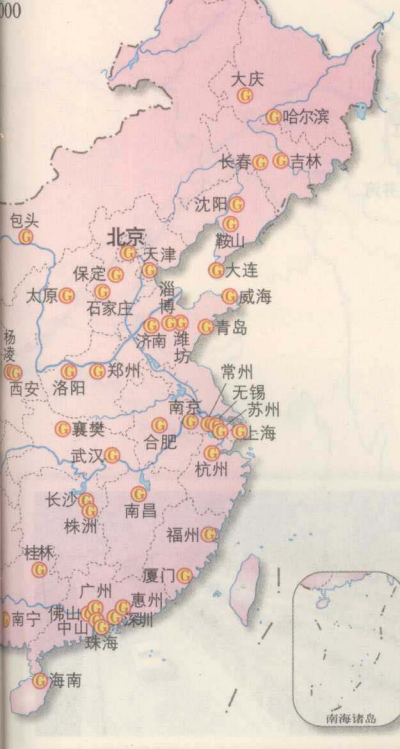 000
大庆
哈尔滨
长春
吉林
沈阳
鞍山
包头
北京
天津
大连
保定
淄博
威海
太原
石家庄
济南
潍坊
青岛
杨凌
西安
洛阳
郑州
常州
无锡
苏州
南京
襄樊
合肥
上海
武汉
杭州
长沙
南昌
株洲
福州
桂林
厦门
广州
惠州
佛山
深圳
南宁
中山
珠海
海南
南海诸岛